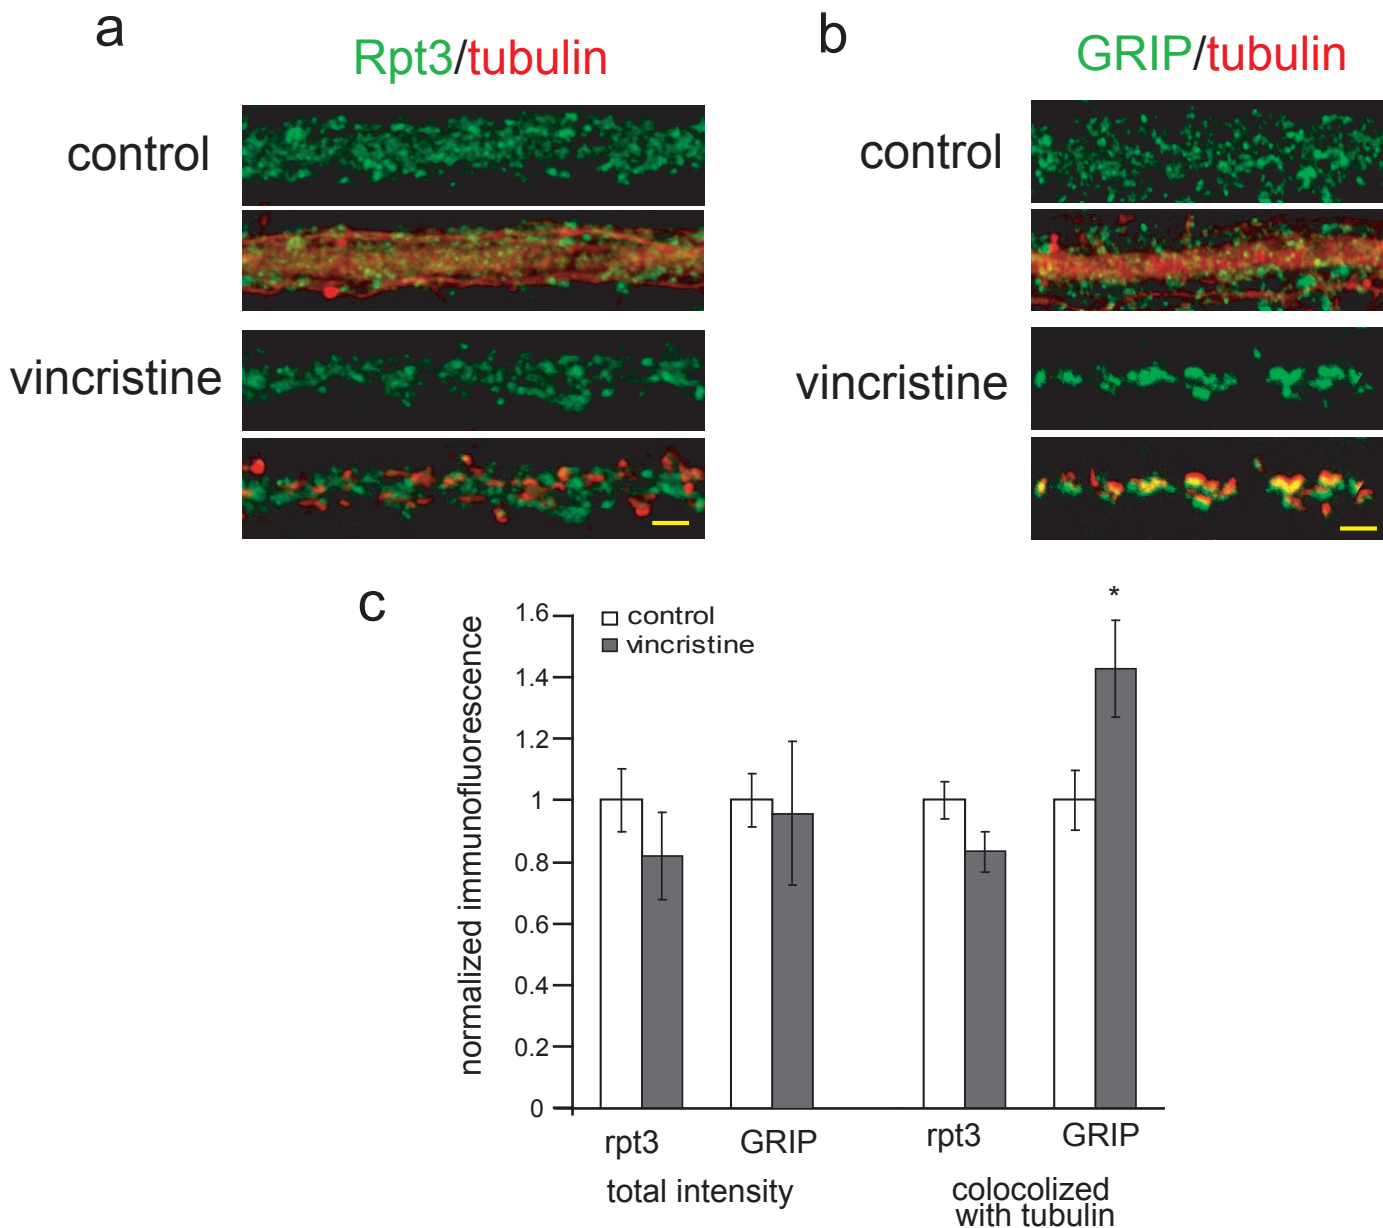 a
Rpt3/tubulin
control
vincristine
b
GRIP/tubulin
control
vincristine
c
normalized immunofluorescence
1.6
1.4
1.2
1
0.8
0.6
0.4
0.2
0
control
vincristine
*
rpt3
GRIP
rpt3
GRIP
total intensity
colocolized
with tubulin